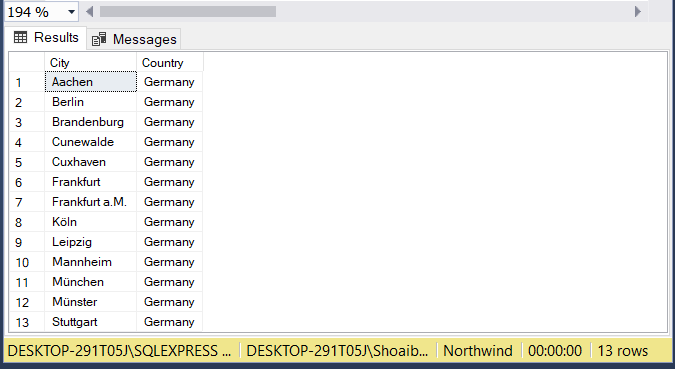 194 %
Results Messages
City Country
1 Aachen Germany
2 Berlin Germany
3 Brandenburg Germany
4 Cunewalde Germany
5 Cuxhaven Germany
6 Frankfurt Germany
7 Frankfurt a.M. Germany
8 Köln Germany
9 Leipzig Germany
10 Mannheim Germany
11 München Germany
12 Münster Germany
13 Stuttgart Germany
DESKTOP-291T05J\SQLEXPRESS ... DESKTOP-291T05J\Shoaib... Northwind 00:00:00 13 rows